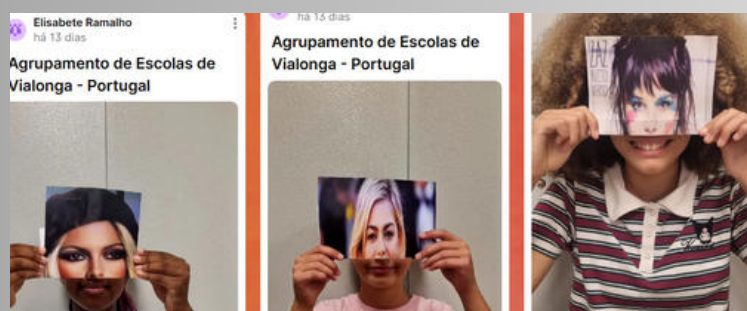 Elisabete Ramalho
há 13 dias
Agrupamento de Escolas de
Vialonga - Portugal
há 13 dias
Agrupamento de Escolas de
Vialonga - Portugal
ZAZ